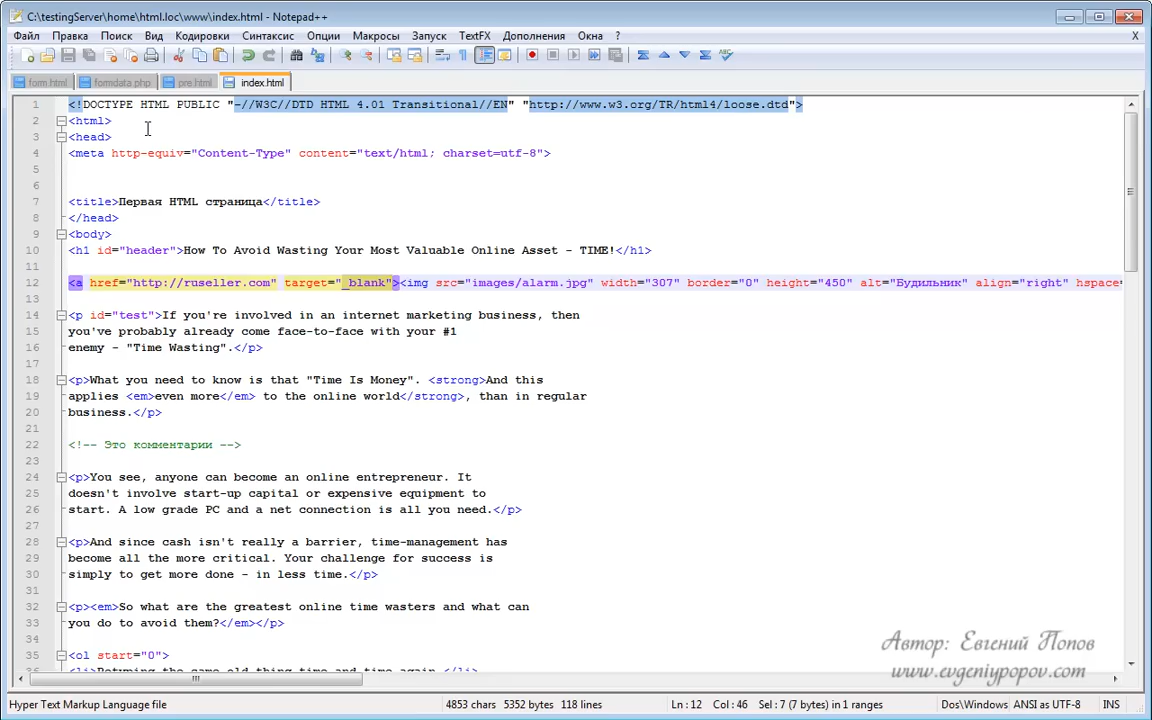 C:\testingServer\home\html.loc\www\index.html - Notepad++
Файл Правка Поиск Вид Кодировки Синтаксис Опции Макросы Запуск TextFX Дополнения Окна ? X
form.html formdata.php pre.html index.html
1 <!DOCTYPE HTML PUBLIC "-//W3C//DTD HTML 4.01 Transitional//EN" "http://www.w3.org/TR/html4/loose.dtd">
2 <html>
3 <head>
4 <meta http-equiv="Content-Type" content="text/html; charset=utf-8">
5
6
7 <title>Первая HTML страница</title>
8 </head>
9 <body>
10 <h1 id="header">How To Avoid Wasting Your Most Valuable Online Asset - TIME!</h1>
11
12 <a href="http://ruseller.com" target="_blank"><img src="images/alarm.jpg" width="307" border="0" height="450" alt="Будильник" align="right" hspace=
13
14 <p id="test">If you're involved in an internet marketing business, then
15 you've probably already come face-to-face with your #1
16 enemy - "Time Wasting".</p>
17
18 <p>What you need to know is that "Time Is Money". <strong>And this
19 applies <em>even more</em> to the online world</strong>, than in regular
20 business.</p>
21
22 <!-- Это комментарии -->
23
24 <p>You see, anyone can become an online entrepreneur. It
25 doesn't involve start-up capital or expensive equipment to
26 start. A low grade PC and a net connection is all you need.</p>
27
28 <p>And since cash isn't really a barrier, time-management has
29 become all the more critical. Your challenge for success is
30 simply to get more done - in less time.</p>
31
32 <p><em>So what are the greatest online time wasters and what can
33 you do to avoid them?</em></p>
34
35 <ol start="0">
36 <li>Retyping the same old thing time and time again.</li>
Автор: Евгений Попов
www.evgeniypopov.com
Hyper Text Markup Language file 4853 chars 5352 bytes 118 lines Ln : 12 Col : 46 Sel : 7 (7 bytes) in 1 ranges Dos\Windows ANSI as UTF-8 INS